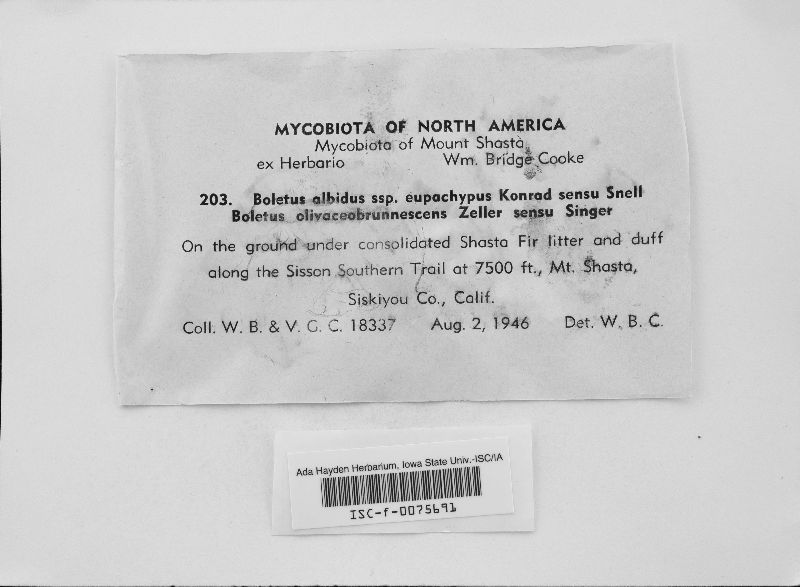 MYCOBIOTA OF NORTH AMERICA
Mycobiota of Mount Shasta
ex Herbario Wm. Bridge Cooke
203. Boletus albidus ssp. eupachypus Konrad sensu Snell
Boletus olivaceobrunnescens Zeller sensu Singer
On the ground under consolidated Shasta Fir litter and duff
along the Sisson Southern Trail at 7500 ft., Mt. Shasta,
Siskiyou Co., Calif.
Coll. W. B. & V. G. C. 18337 Aug. 2, 1946 Det. W. B. C.
Ada Hayden Herbarium, Iowa State Univ.-ISC/IA
ISC-f-0075691